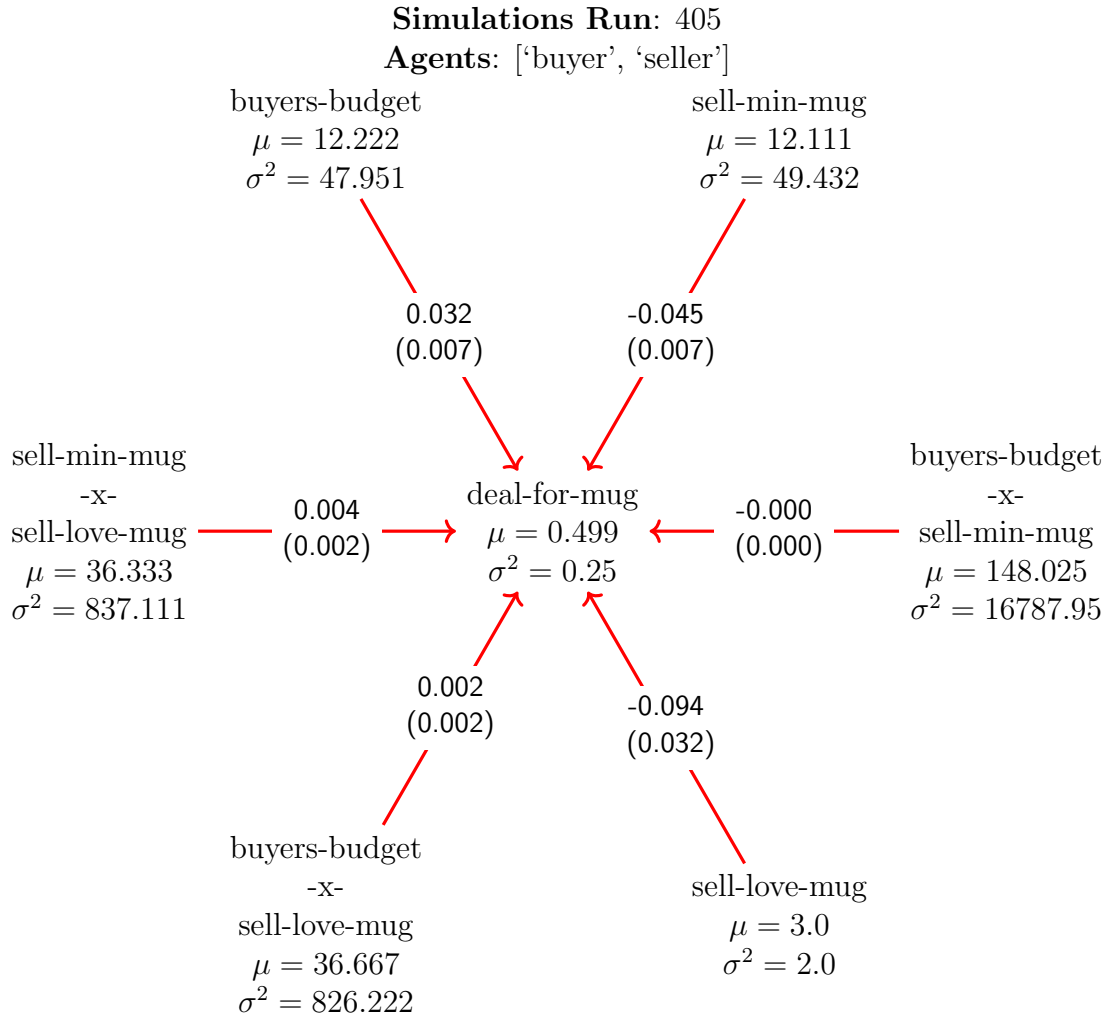 Simulations Run: 405
Agents: [‘buyer’, ‘seller’]
buyers-budget
μ = 12.222
σ² = 47.951
sell-min-mug
μ = 12.111
σ² = 49.432
0.032
(0.007)
-0.045
(0.007)
sell-min-mug
-x-
sell-love-mug
μ = 36.333
σ² = 837.111
0.004
(0.002)
deal-for-mug
μ = 0.499
σ² = 0.25
-0.000
(0.000)
buyers-budget
-x-
sell-min-mug
μ = 148.025
σ² = 16787.95
0.002
(0.002)
-0.094
(0.032)
buyers-budget
-x-
sell-love-mug
μ = 36.667
σ² = 826.222
sell-love-mug
μ = 3.0
σ² = 2.0